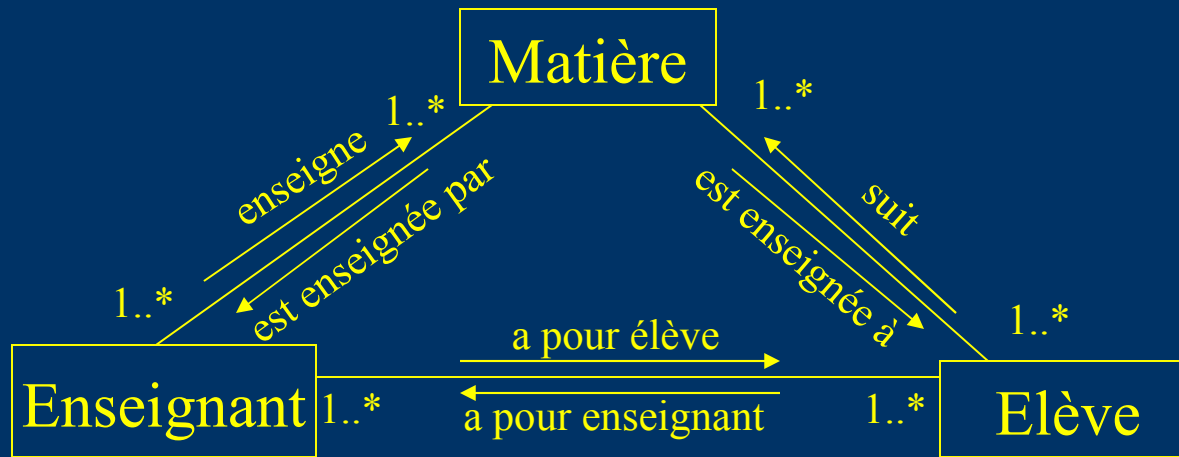 Matière
1..*
1..*
enseigne
est enseignée par
est enseignée à
suit
1..*
1..*
a pour élève
Enseignant
1..*
a pour enseignant
1..*
Elève